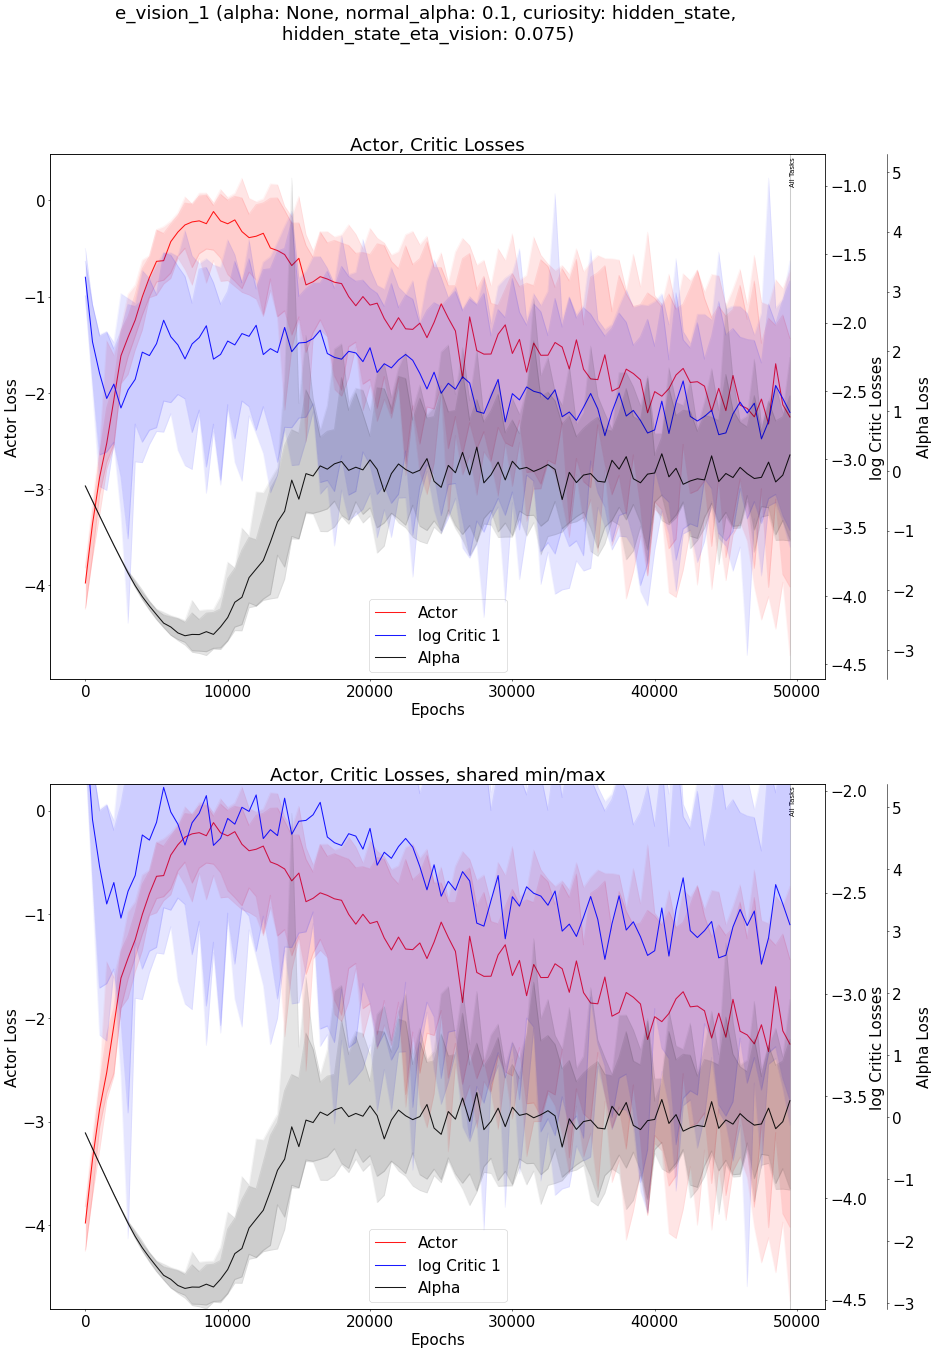 e_vision_1 (alpha: None, normal_alpha: 0.1, curiosity: hidden_state,
hidden_state_eta_vision: 0.075)
Actor, Critic Losses
All Tasks
0
−1
−2
−3
−4
Actor Loss
−1.0
−1.5
−2.0
−2.5
−3.0
−3.5
−4.0
−4.5
log Critic Losses
5
4
3
2
1
0
−1
−2
−3
Alpha Loss
Actor
log Critic 1
Alpha
0
10000
20000
30000
40000
50000
Epochs
Actor, Critic Losses, shared min/max
All Tasks
0
−1
−2
−3
−4
Actor Loss
−2.0
−2.5
−3.0
−3.5
−4.0
−4.5
log Critic Losses
5
4
3
2
1
0
−1
−2
−3
Alpha Loss
Actor
log Critic 1
Alpha
0
10000
20000
30000
40000
50000
Epochs